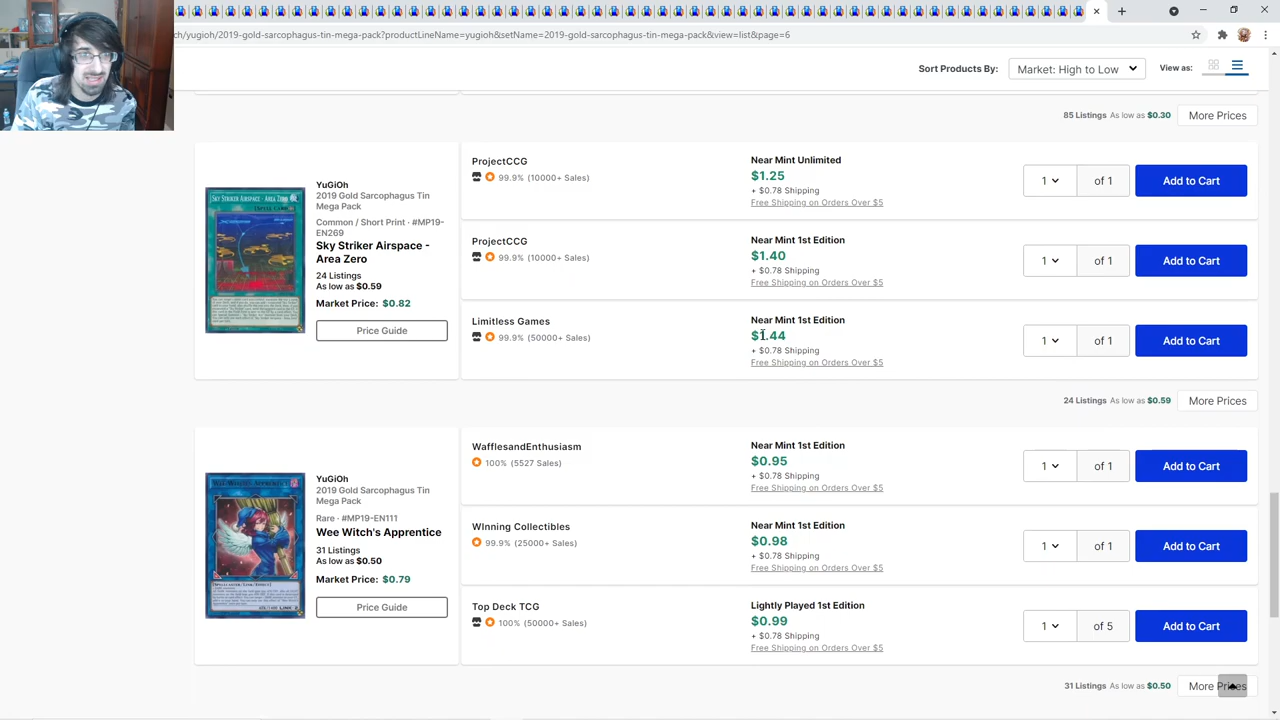 ch/yugioh/2019-gold-sarcophagus-tin-mega-pack?productLineName=yugioh&setName=2019-gold-sarcophagus-tin-mega-pack&view=list&page=6
Sort Products By:
Market: High to Low
View as:
85 Listings As low as $0.30
More Prices
SKY STRIKER AIRSPACE - AREA ZERO
YuGiOh
2019 Gold Sarcophagus Tin
Mega Pack
Common / Short Print · #MP19-
EN269
Sky Striker Airspace -
Area Zero
24 Listings
As low as $0.59
Market Price: $0.82
Price Guide
ProjectCCG
99.9% (10000+ Sales)
Near Mint Unlimited
$1.25
+ $0.78 Shipping
Free Shipping on Orders Over $5
1
of 1
Add to Cart
ProjectCCG
99.9% (10000+ Sales)
Near Mint 1st Edition
$1.40
+ $0.78 Shipping
Free Shipping on Orders Over $5
1
of 1
Add to Cart
Limitless Games
99.9% (50000+ Sales)
Near Mint 1st Edition
$1.44
+ $0.78 Shipping
Free Shipping on Orders Over $5
1
of 1
Add to Cart
24 Listings As low as $0.59
More Prices
WEE WITCH'S APPRENTICE
YuGiOh
2019 Gold Sarcophagus Tin
Mega Pack
Rare · #MP19-EN111
Wee Witch's Apprentice
31 Listings
As low as $0.50
Market Price: $0.79
Price Guide
WafflesandEnthusiasm
100% (5527 Sales)
Near Mint 1st Edition
$0.95
+ $0.78 Shipping
Free Shipping on Orders Over $5
1
of 1
Add to Cart
WInning Collectibles
99.9% (25000+ Sales)
Near Mint 1st Edition
$0.98
+ $0.78 Shipping
Free Shipping on Orders Over $5
1
of 1
Add to Cart
Top Deck TCG
100% (50000+ Sales)
Lightly Played 1st Edition
$0.99
+ $0.78 Shipping
Free Shipping on Orders Over $5
1
of 5
Add to Cart
31 Listings As low as $0.50
More Prices